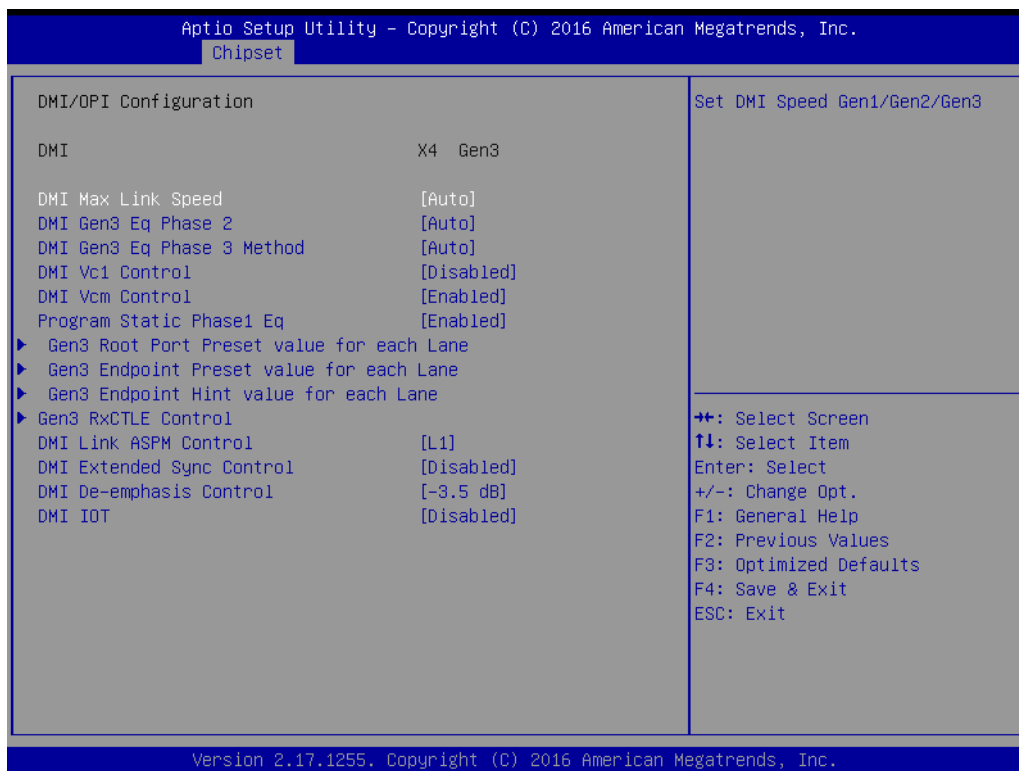 Aptio Setup Utility – Copyright (C) 2016 American Megatrends, Inc.
Chipset
DMI/OPI Configuration
DMI X4 Gen3
DMI Max Link Speed [Auto]
DMI Gen3 Eq Phase 2 [Auto]
DMI Gen3 Eq Phase 3 Method [Auto]
DMI Vc1 Control [Disabled]
DMI Vcm Control [Enabled]
Program Static Phase1 Eq [Enabled]
Gen3 Root Port Preset value for each Lane
Gen3 Endpoint Preset value for each Lane
Gen3 Endpoint Hint value for each Lane
Gen3 RxCTLE Control
DMI Link ASPM Control [L1]
DMI Extended Sync Control [Disabled]
DMI De-emphasis Control [-3.5 dB]
DMI IOT [Disabled]
Set DMI Speed Gen1/Gen2/Gen3
→←: Select Screen
↑↓: Select Item
Enter: Select
+/-: Change Opt.
F1: General Help
F2: Previous Values
F3: Optimized Defaults
F4: Save & Exit
ESC: Exit
Version 2.17.1255. Copyright (C) 2016 American Megatrends, Inc.